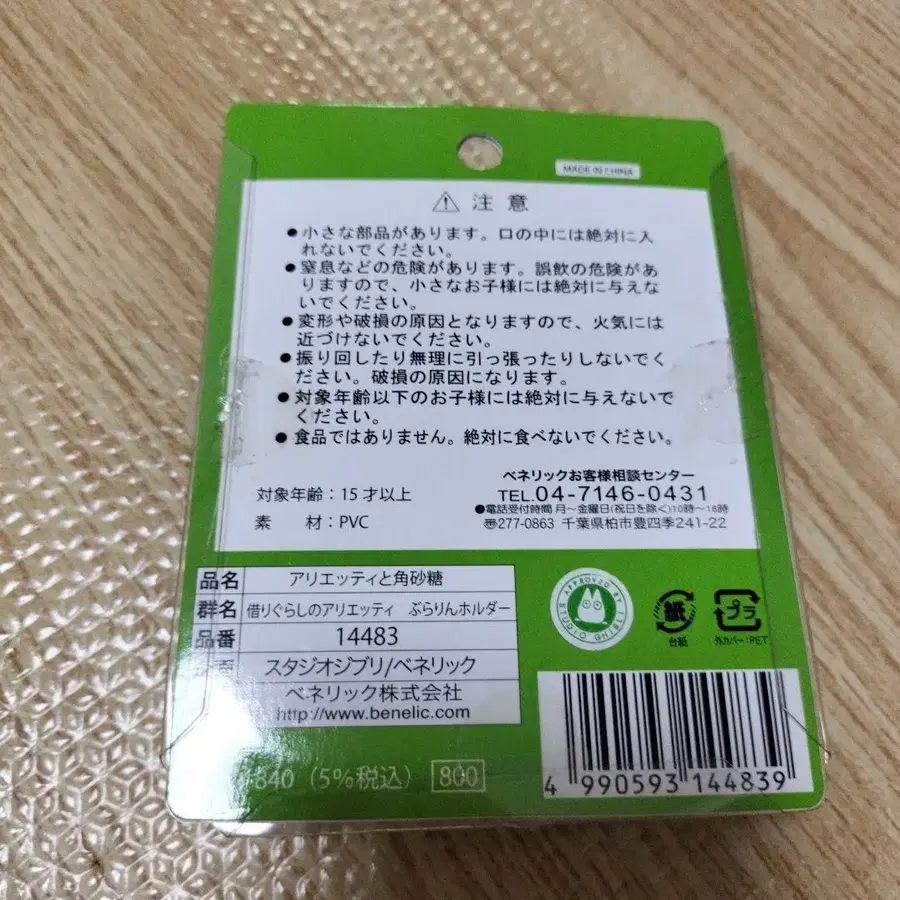 MADE IN CHINA
注意
●小さな部品があります。口の中には絶対に入
れないでください。
●窒息などの危険があります。誤飲の危険があ
りますので、小さなお子様には絶対に与えな
いでください。
●変形や破損の原因となりますので、火気には
近づけないでください。
●振り回したり無理に引っ張ったりしないでく
ださい。破損の原因になります。
●対象年齢以下のお子様には絶対に与えないで
ください。
●食品ではありません。絶対に食べないでください。
ベネリックお客様相談センター
TEL.04-7146-0431
●電話受付時間 月〜金曜日(祝日を除く)10時〜18時
〠277-0863 千葉県柏市豊四季241-22
対象年齢：15才以上
素 材：PVC
品名 アリエッティと角砂糖
群名 借りぐらしのアリエッティ ぶらりんホルダー
品番 14483
スタジオジブリ/ベネリック
ベネリック株式会社
http://www.benelic.com
APPROVED BY STUDIO GHIBLI
紙
台紙
プラ
外カバー：PET
840（5%税込） 800
4 990593 144839